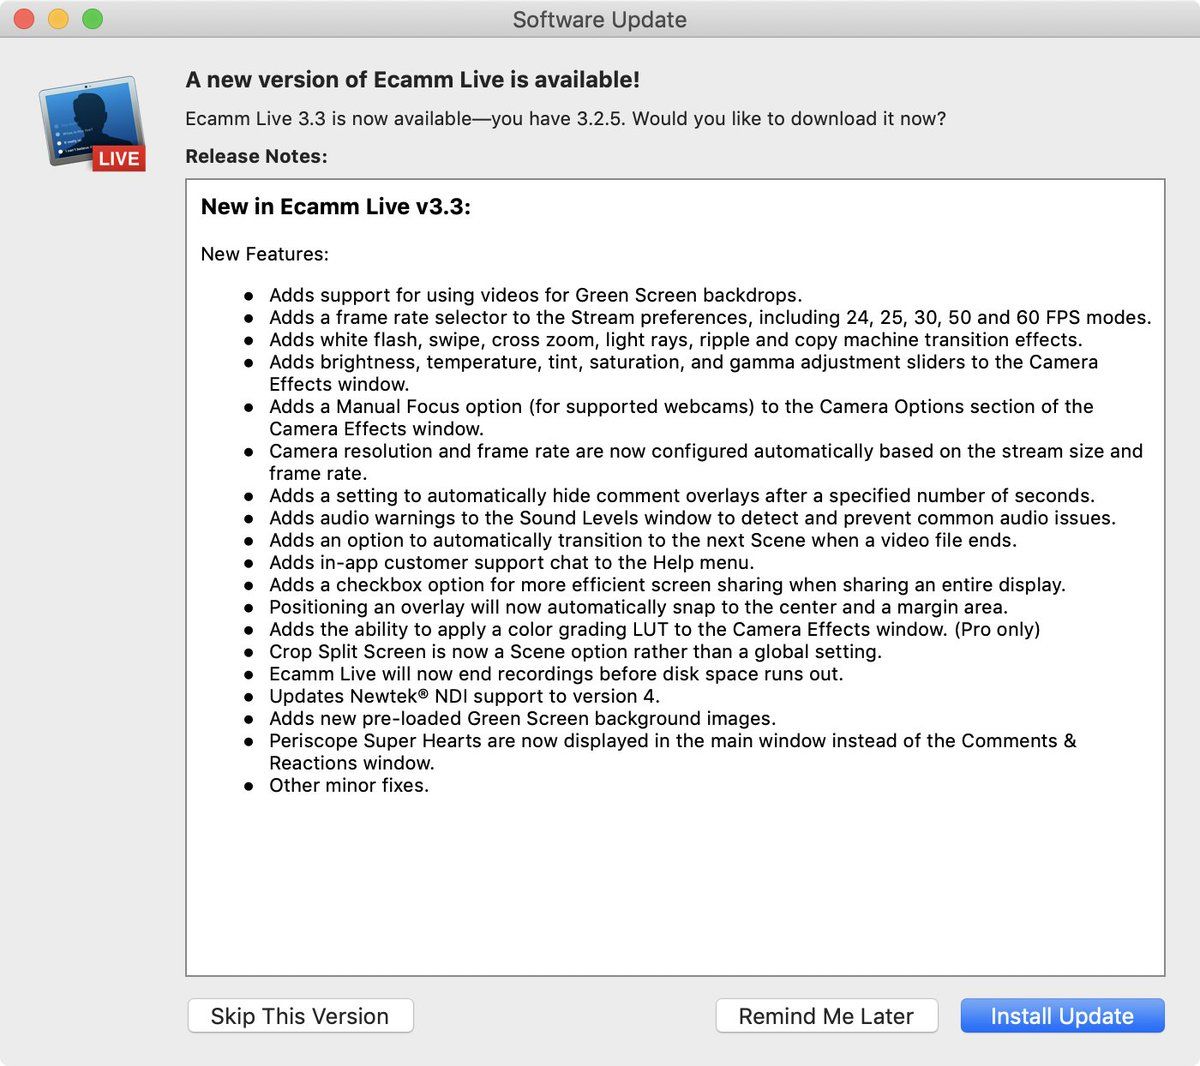 Software Update
A new version of Ecamm Live is available!
Ecamm Live 3.3 is now available—you have 3.2.5. Would you like to download it now?
LIVE
Release Notes:
New in Ecamm Live v3.3:
New Features:
● Adds support for using videos for Green Screen backdrops.
● Adds a frame rate selector to the Stream preferences, including 24, 25, 30, 50 and 60 FPS modes.
● Adds white flash, swipe, cross zoom, light rays, ripple and copy machine transition effects.
● Adds brightness, temperature, tint, saturation, and gamma adjustment sliders to the Camera
Effects window.
● Adds a Manual Focus option (for supported webcams) to the Camera Options section of the
Camera Effects window.
● Camera resolution and frame rate are now configured automatically based on the stream size and
frame rate.
● Adds a setting to automatically hide comment overlays after a specified number of seconds.
● Adds audio warnings to the Sound Levels window to detect and prevent common audio issues.
● Adds an option to automatically transition to the next Scene when a video file ends.
● Adds in-app customer support chat to the Help menu.
● Adds a checkbox option for more efficient screen sharing when sharing an entire display.
● Positioning an overlay will now automatically snap to the center and a margin area.
● Adds the ability to apply a color grading LUT to the Camera Effects window. (Pro only)
● Crop Split Screen is now a Scene option rather than a global setting.
● Ecamm Live will now end recordings before disk space runs out.
● Updates Newtek® NDI support to version 4.
● Adds new pre-loaded Green Screen background images.
● Periscope Super Hearts are now displayed in the main window instead of the Comments &
Reactions window.
● Other minor fixes.
Skip This Version
Remind Me Later
Install Update